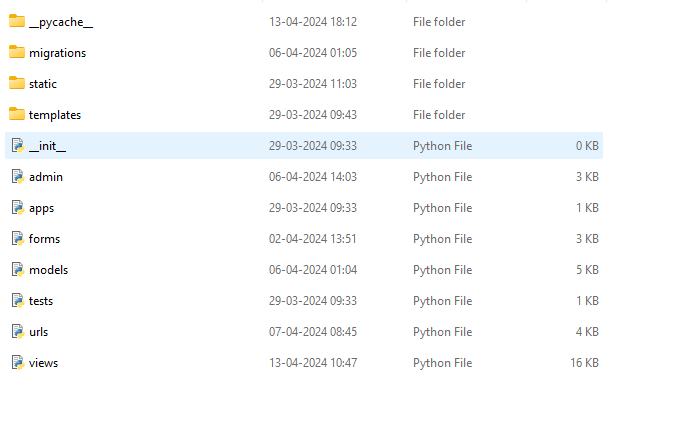 __pycache__ 13-04-2024 18:12 File folder
migrations 06-04-2024 01:05 File folder
static 29-03-2024 11:03 File folder
templates 29-03-2024 09:43 File folder
__init__ 29-03-2024 09:33 Python File 0 KB
admin 06-04-2024 14:03 Python File 3 KB
apps 29-03-2024 09:33 Python File 1 KB
forms 02-04-2024 13:51 Python File 3 KB
models 06-04-2024 01:04 Python File 5 KB
tests 29-03-2024 09:33 Python File 1 KB
urls 07-04-2024 08:45 Python File 4 KB
views 13-04-2024 10:47 Python File 16 KB